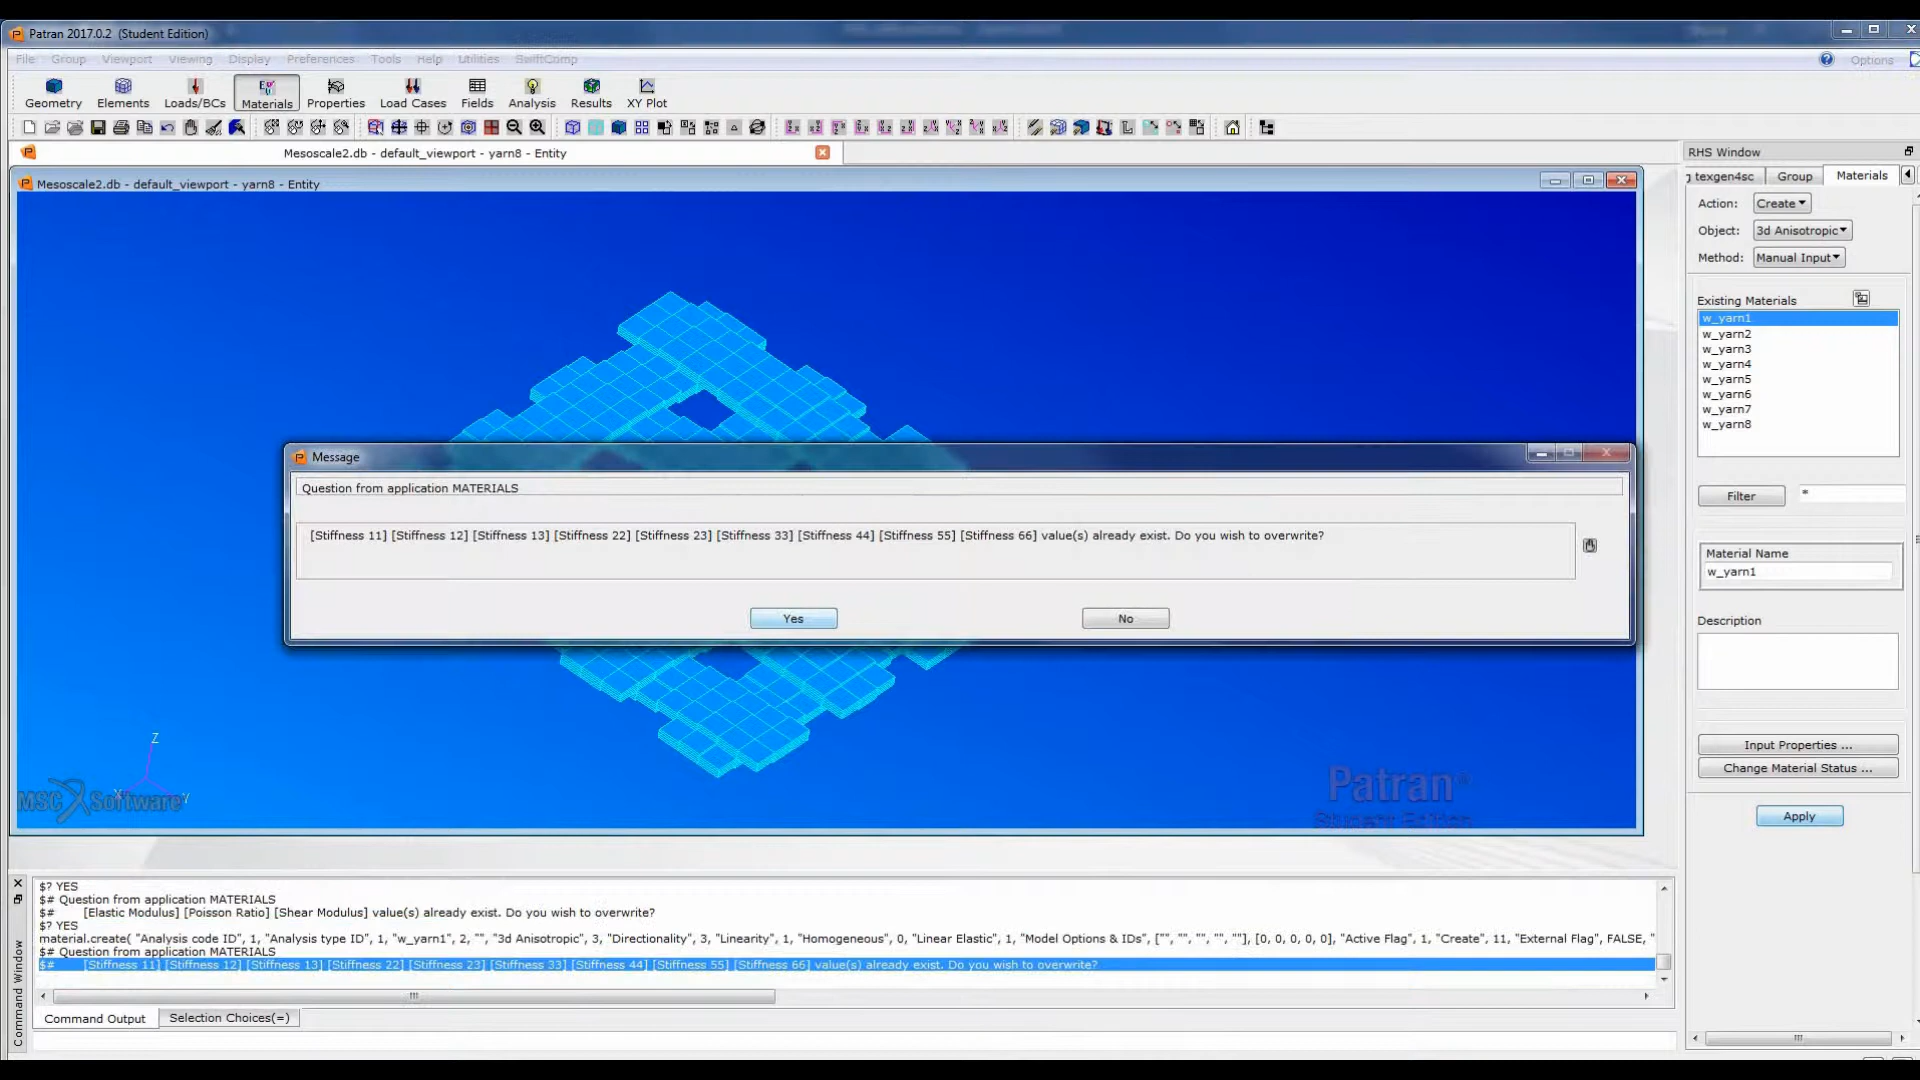 Patran 2017.0.2 (Student Edition)
File Group Viewport Viewing Display Preferences Tools Help Utilities SwiftComp
Options
Geometry Elements Loads/BCs Materials Properties Load Cases Fields Analysis Results XY Plot
Mesoscale2.db - default_viewport - yarn8 - Entity
Mesoscale2.db - default_viewport - yarn8 - Entity
RHS Window
texgen4sc Group Materials
Action: Create
Object: 3d Anisotropic
Method: Manual Input
Existing Materials
w_yarn1
w_yarn2
w_yarn3
w_yarn4
w_yarn5
w_yarn6
w_yarn7
w_yarn8
Filter *
Material Name
w_yarn1
Description
Input Properties ...
Change Material Status ...
Apply
Message
Question from application MATERIALS
[Stiffness 11] [Stiffness 12] [Stiffness 13] [Stiffness 22] [Stiffness 23] [Stiffness 33] [Stiffness 44] [Stiffness 55] [Stiffness 66] value(s) already exist. Do you wish to overwrite?
Yes No
Z
Y
MSC Software
Patran
Student Edition
$? YES
$# Question from application MATERIALS
$# [Elastic Modulus] [Poisson Ratio] [Shear Modulus] value(s) already exist. Do you wish to overwrite?
$? YES
material.create( "Analysis code ID", 1, "Analysis type ID", 1, "w_yarn1", 2, "", "3d Anisotropic", 3, "Directionality", 3, "Linearity", 1, "Homogeneous", 0, "Linear Elastic", 1, "Model Options & IDs", ["", "", "", "", ""], [0, 0, 0, 0, 0], "Active Flag", 1, "Create", 11, "External Flag", FALSE, "
$# Question from application MATERIALS
$# [Stiffness 11] [Stiffness 12] [Stiffness 13] [Stiffness 22] [Stiffness 23] [Stiffness 33] [Stiffness 44] [Stiffness 55] [Stiffness 66] value(s) already exist. Do you wish to overwrite?
Command Output Selection Choices(=)
Command Window